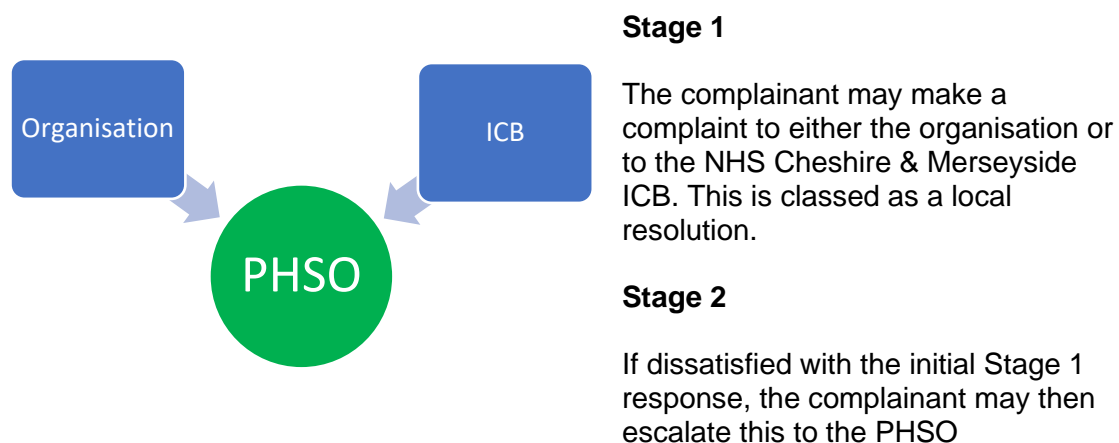 Organisation
ICB
PHSO
Stage 1
The complainant may make a
complaint to either the organisation or
to the NHS Cheshire & Merseyside
ICB. This is classed as a local
resolution.
Stage 2
If dissatisfied with the initial Stage 1
response, the complainant may then
escalate this to the PHSO